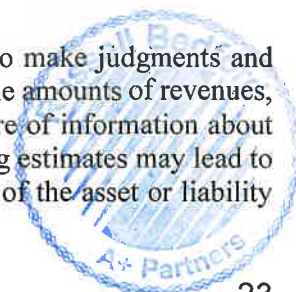 o make judgments and
e amounts of revenues,
re of information about
g estimates may lead to
of the asset or liability
A+ Partners